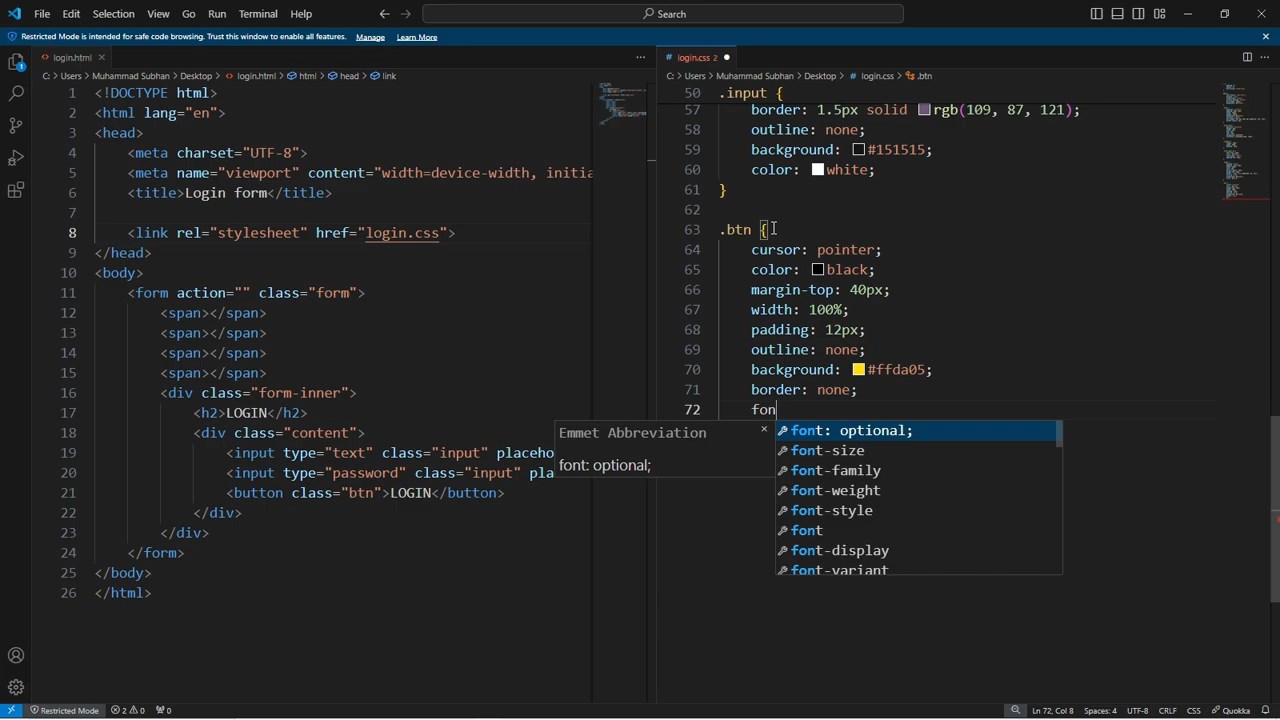 File Edit Selection View Go Run Terminal Help
Search
Restricted Mode is intended for safe code browsing. Trust this window to enable all features. Manage Learn More
login.html
C: > Users > Muhammad Subhan > Desktop > login.html > html > head > link
1 <!DOCTYPE html>
2 <html lang="en">
3 <head>
4 <meta charset="UTF-8">
5 <meta name="viewport" content="width=device-width, initia
6 <title>Login form</title>
7
8 <link rel="stylesheet" href="login.css">
9 </head>
10 <body>
11 <form action="" class="form">
12 <span></span>
13 <span></span>
14 <span></span>
15 <span></span>
16 <div class="form-inner">
17 <h2>LOGIN</h2>
18 <div class="content">
19 <input type="text" class="input" placeho
20 <input type="password" class="input" pla
21 <button class="btn">LOGIN</button>
22 </div>
23 </div>
24 </form>
25 </body>
26 </html>
login.css 2
C: > Users > Muhammad Subhan > Desktop > login.css > .btn
50 .input {
57 border: 1.5px solid rgb(109, 87, 121);
58 outline: none;
59 background: #151515;
60 color: white;
61 }
62
63 .btn {
64 cursor: pointer;
65 color: black;
66 margin-top: 40px;
67 width: 100%;
68 padding: 12px;
69 outline: none;
70 background: #ffda05;
71 border: none;
72 fon
Emmet Abbreviation
font: optional;
font: optional;
font-size
font-family
font-weight
font-style
font
font-display
font-variant
1
Restricted Mode 2 0 0
Ln 72, Col 8 Spaces: 4 UTF-8 CRLF CSS Quokka